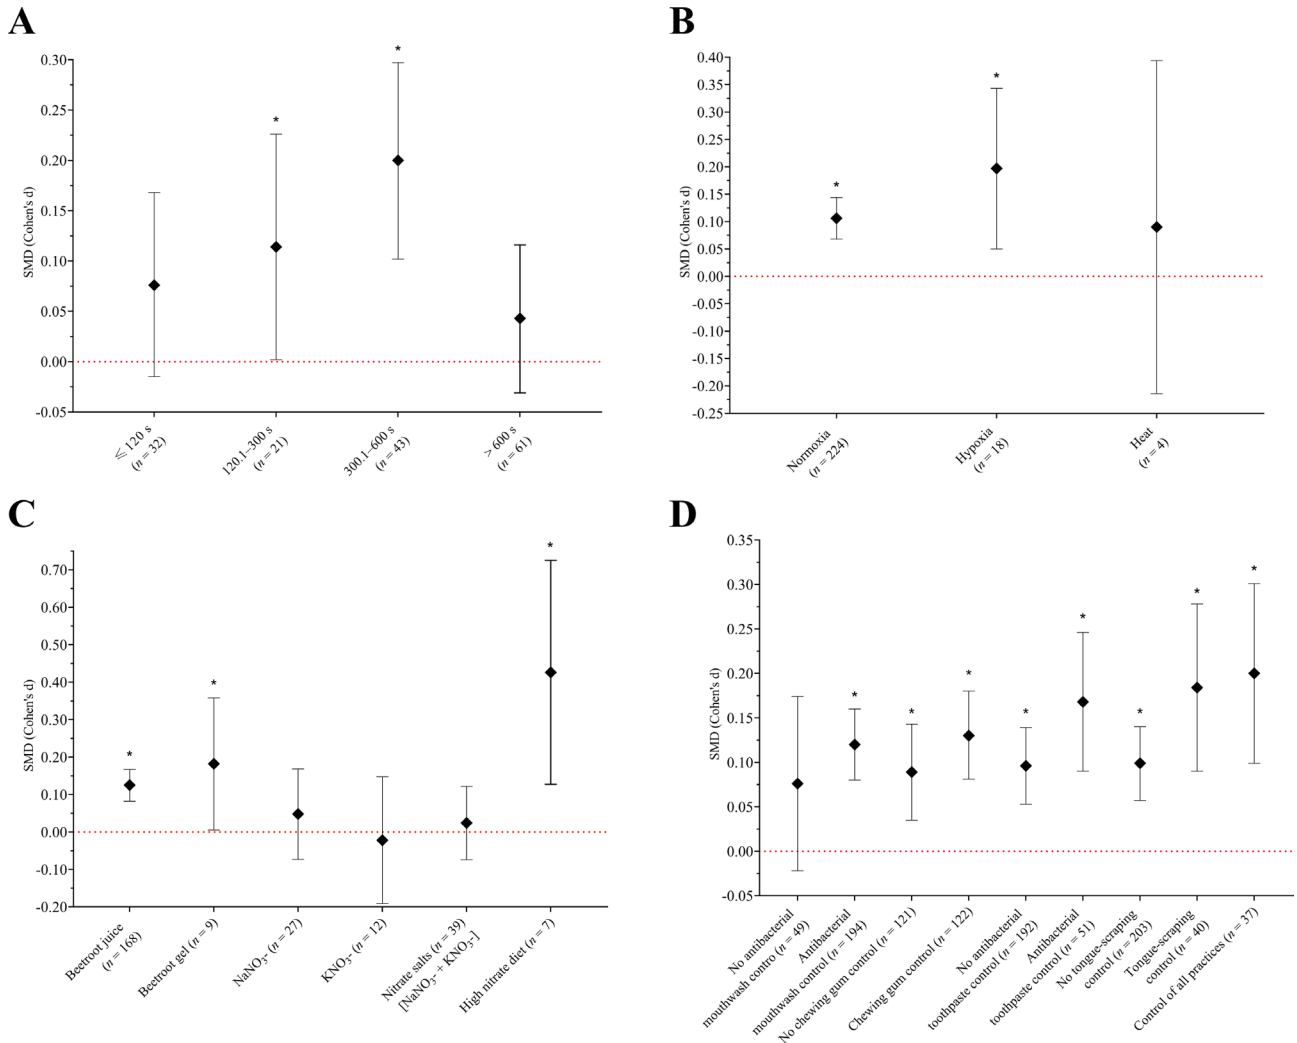 A
*
*
0.30
0.25
0.20
0.15
0.10
0.05
0.00
-0.05
SMD (Cohen's d)
≤ 120 s
(n = 32)
120.1–300 s
(n = 21)
300.1–600 s
(n = 43)
> 600 s
(n = 61)
B
*
*
0.40
0.35
0.30
0.25
0.20
0.15
0.10
0.05
0.00
-0.05
-0.10
-0.15
-0.20
-0.25
SMD (Cohen's d)
Normoxia
(n = 224)
Hypoxia
(n = 18)
Heat
(n = 4)
C
*
*
*
0.70
0.60
0.50
0.40
0.30
0.20
0.10
0.00
-0.10
-0.20
SMD (Cohen's d)
Beetroot juice
(n = 168)
Beetroot gel (n = 9)
NaNO3- (n = 27)
KNO3- (n = 12)
Nitrate salts (n = 39)
[NaNO3- + KNO3-]
High nitrate diet (n = 7)
D
*
*
*
*
*
*
*
*
0.35
0.30
0.25
0.20
0.15
0.10
0.05
0.00
-0.05
SMD (Cohen's d)
No antibacterial
mouthwash contro (n = 49)
Antibacterial
mouthwash control (n = 194)
No chewing gum control (n = 121)
Chewing gum control (n = 122)
No antibacterial
toothpaste control (n = 192)
Antibacterial
toothpaste control (n = 51)
No tongue-scraping
control (n = 203)
Tongue-scraping
control (n = 40)
Control of all practices (n = 37)